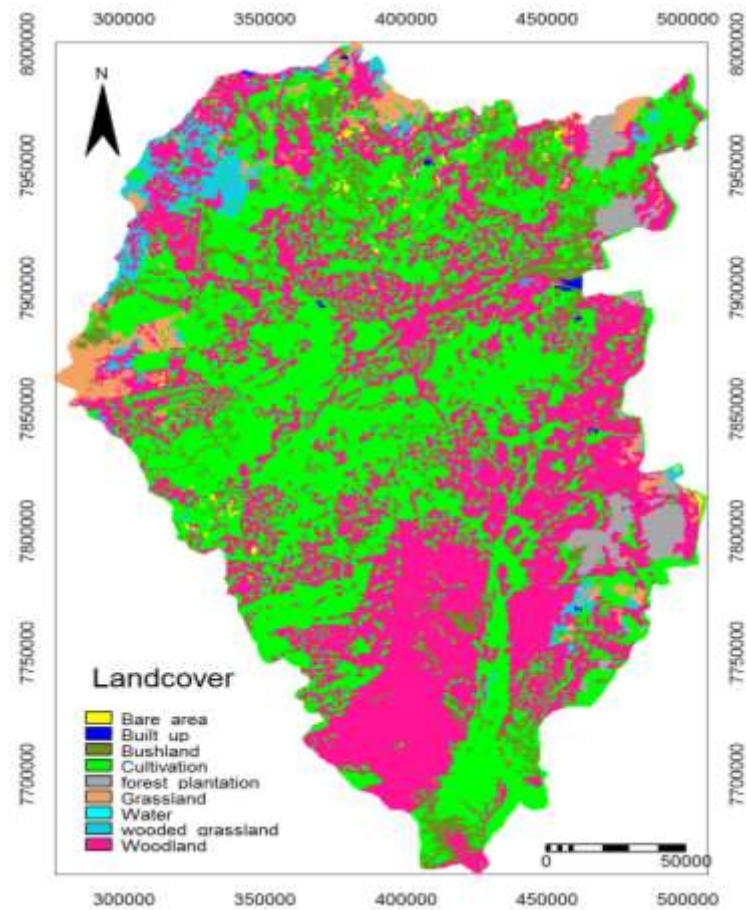 300000 350000 400000 450000 500000
8000000 8000000
N
7950000 7950000
7900000 7900000
7850000 7850000
7800000 7800000
7750000 7750000
7700000 7700000
Landcover
Bare area
Built up
Bushland
Cultivation
forest plantation
Grassland
Water
wooded grassland
Woodland
0 50000
300000 350000 400000 450000 500000